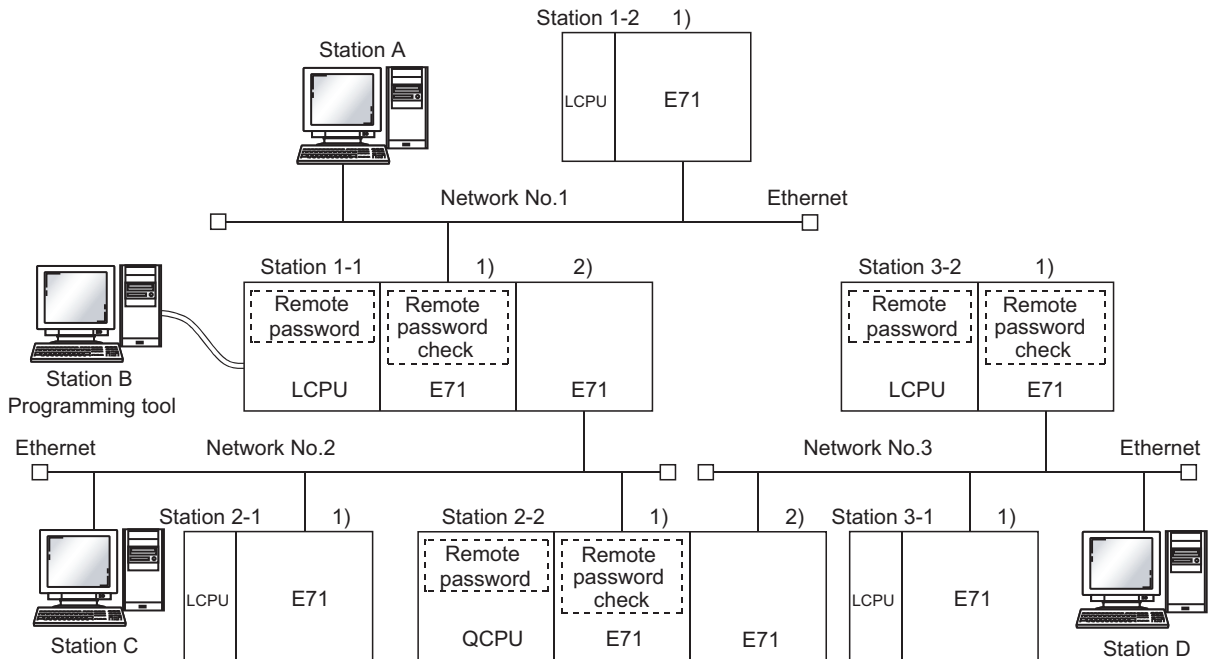 Station 1-2 1)
Station A
LCPU E71
Network No.1 Ethernet
Station 1-1 1) 2)
Remote
password
Remote
password
check
LCPU E71 E71
Station B
Programming tool
Station 3-2 1)
Remote
password
Remote
password
check
LCPU E71
Ethernet Network No.2
Network No.3 Ethernet
Station 2-1 1)
LCPU E71
Station C
Station 2-2 1) 2)
Remote
password
Remote
password
check
QCPU E71 E71
Station 3-1 1)
LCPU E71
Station D